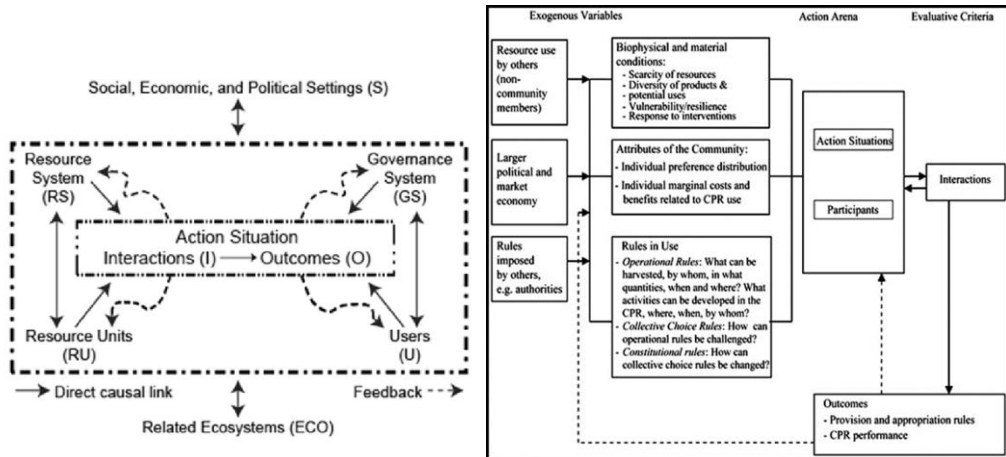 Social, Economic, and Political Settings (S)
Resource
System
(RS)
Governance
System
(GS)
Action Situation
Interactions (I) Outcomes (O)
Resource Units
(RU)
Users
(U)
Direct causal link
Feedback
Related Ecosystems (ECO)
Exogenous Variables
Action Arena
Evaluative Criteria
Resource use
by others
(non-
community
members)
Biophysical and material
conditions:
- Scarcity of resources
- Diversity of products &
- potential uses
- Vulnerability/resilience
- Response to interventions
Larger
political and
market
economy
Attributes of the Community:
- Individual preference distribution
- Individual marginal costs and
benefits related to CPR use
Rules
imposed by
others,
e.g. authorities
Rules in Use
- Operational Rules: What can be
harvested, by whom, in what
quantities, when and where? What
activities can be developed in the
CPR, where, when, by whom?
- Collective Choice Rules: How can
operational rules be challenged?
- Constitutional rules: How can
collective choice rules be changed?
Action Situations
Participants
Interactions
Outcomes
- Provision and appropriation rules
- CPR performance